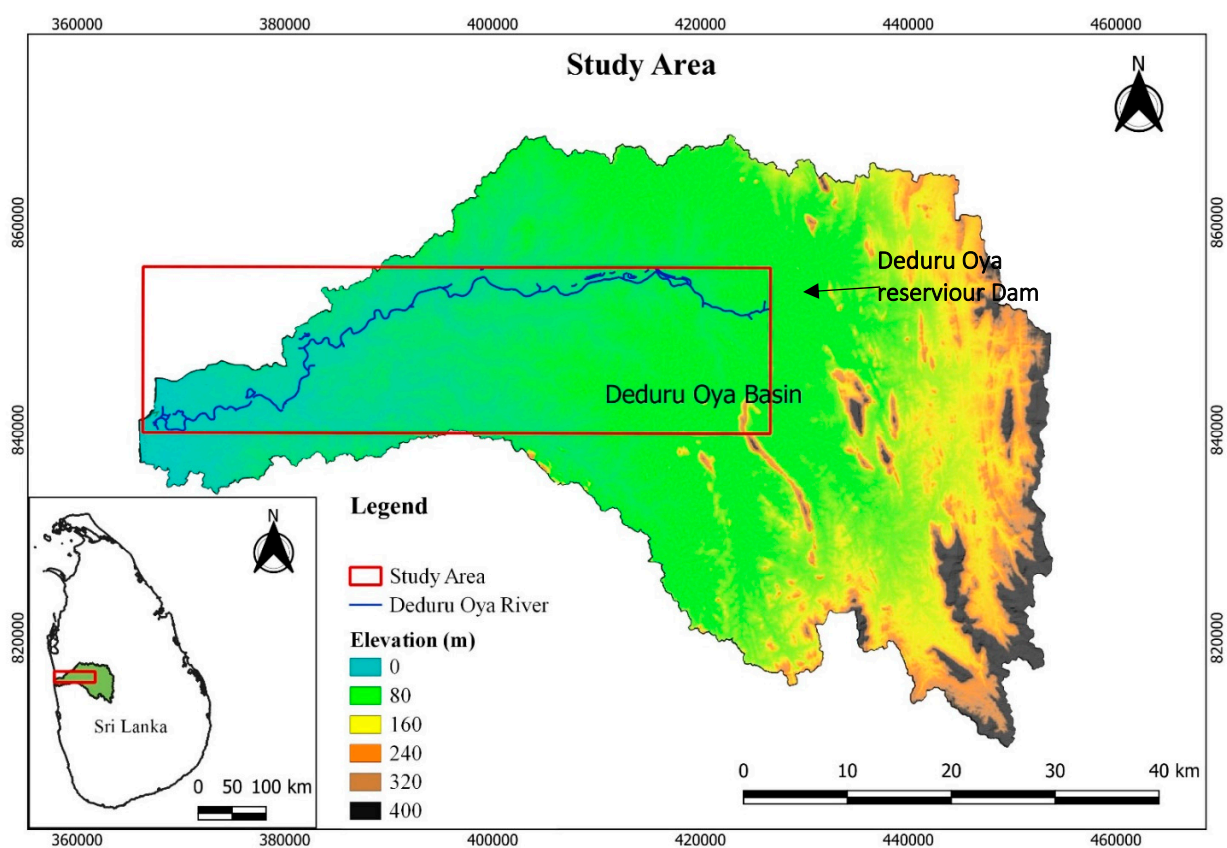 360000 380000 400000 420000 440000 460000
Study Area
N
860000
860000
Deduru Oya
reserviour Dam
Deduru Oya Basin
840000
840000
N
Sri Lanka
0 50 100 km
Legend
Study Area
Deduru Oya River
Elevation (m)
0
80
160
240
320
400
820000
820000
0 10 20 30 40 km
360000 380000 400000 420000 440000 460000